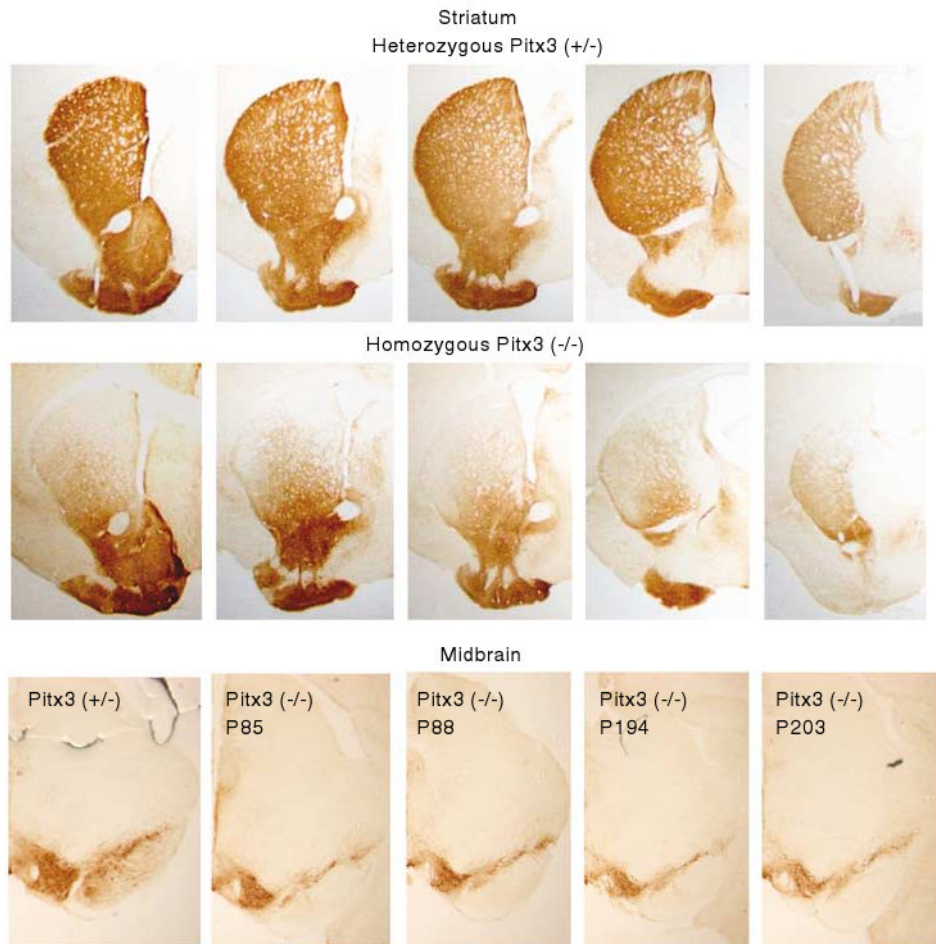 Striatum
Heterozygous Pitx3 (+/-)
Homozygous Pitx3 (-/-)
Midbrain
Pitx3 (+/-)
Pitx3 (-/-)
P85
Pitx3 (-/-)
P88
Pitx3 (-/-)
P194
Pitx3 (-/-)
P203